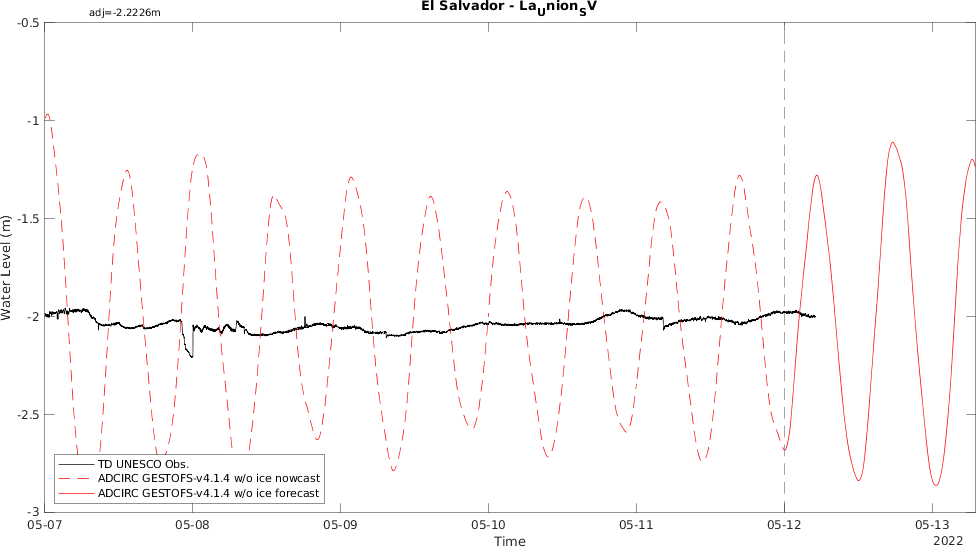 El Salvador - LaUnionSV
adj=-2.2226m
-0.5
-1
-1.5
-2
-2.5
-3
Water Level (m)
TD UNESCO Obs.
ADCIRC GESTOFS-v4.1.4 w/o ice nowcast
ADCIRC GESTOFS-v4.1.4 w/o ice forecast
05-07 05-08 05-09 05-10 05-11 05-12 05-13
Time
2022